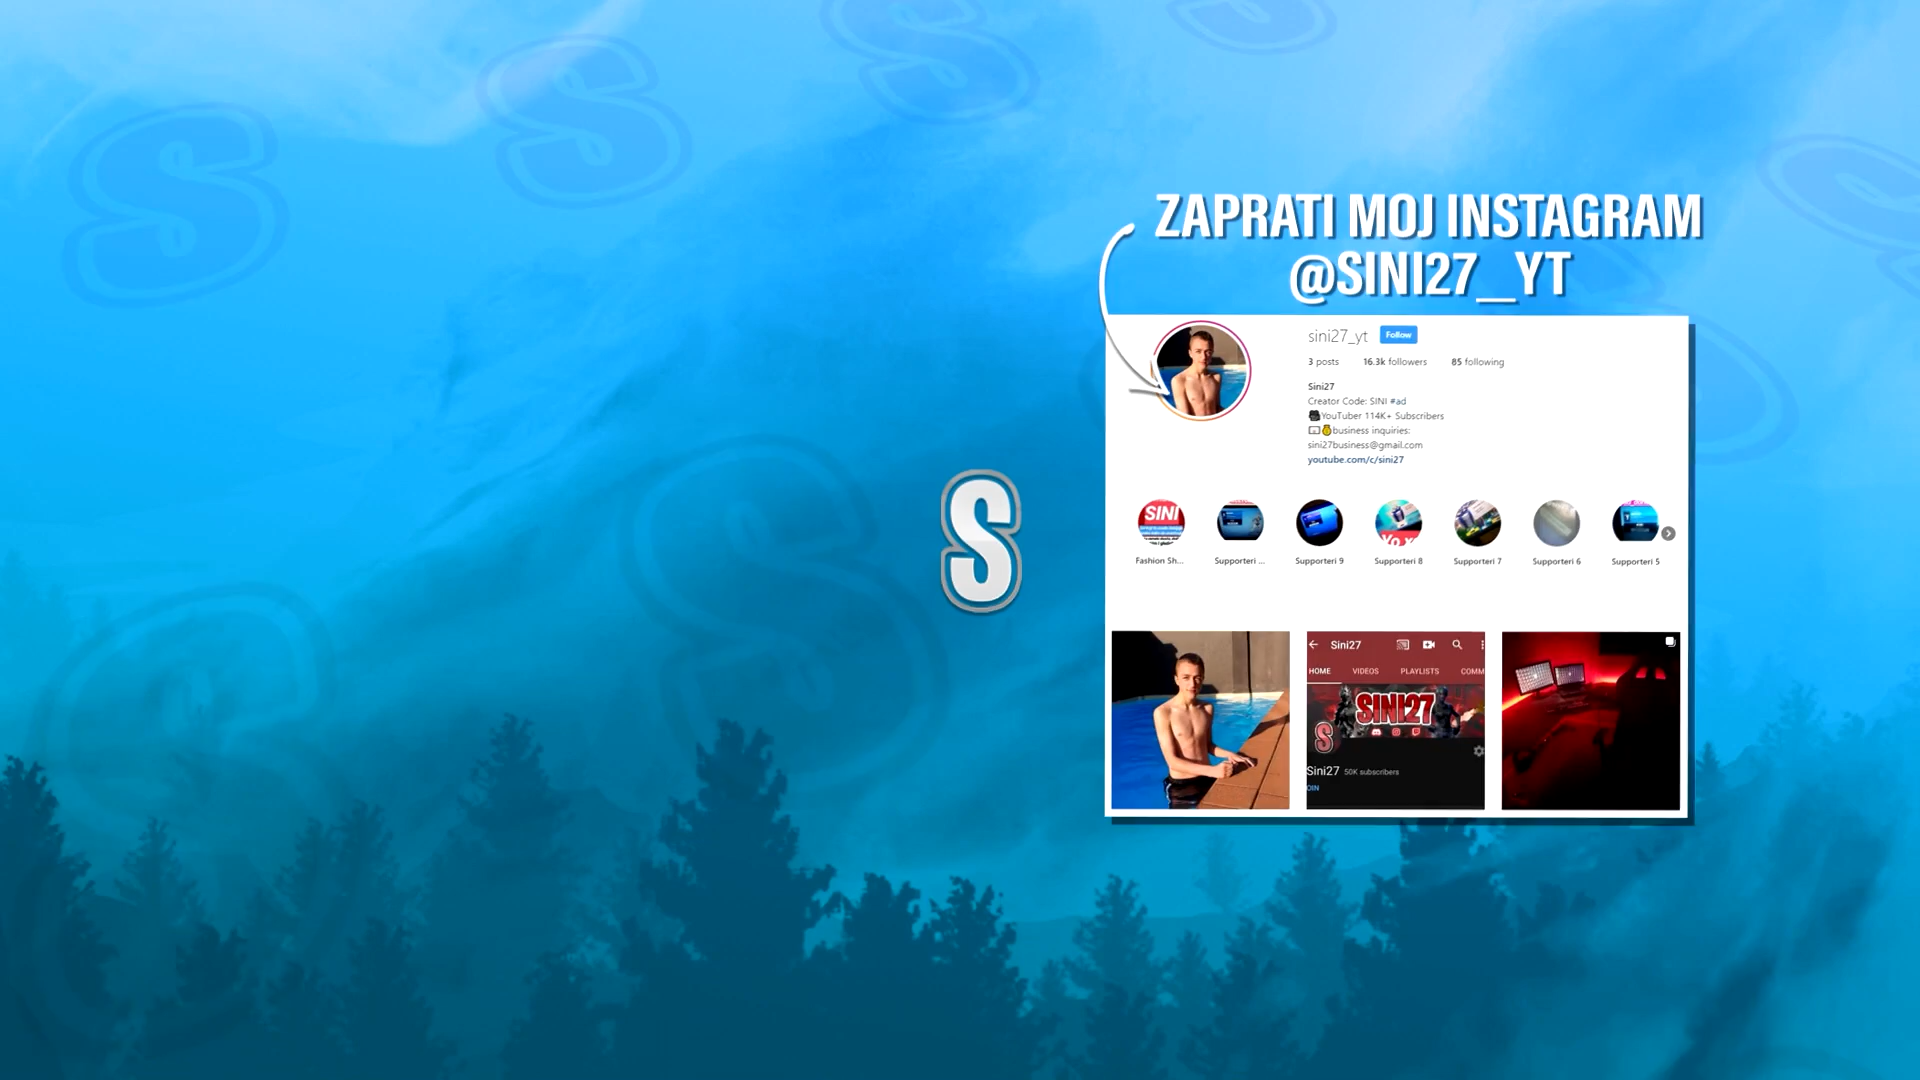 ZAPRATI MOJ INSTAGRAM
@SINI27_YT
sini27_yt Follow
3 posts 16.3k followers 85 following
Sini27
Creator Code: SINI #ad
YouTuber 114K+ Subscribers
business inquiries:
sini27business@gmail.com
youtube.com/c/sini27
SINI
Yo
Fashion Sh... Supporteri ... Supporteri 9 Supporteri 8 Supporteri 7 Supporteri 6 Supporteri 5
S
Sini27
HOME VIDEOS PLAYLISTS COMM
SINI27
S
Sini27 50K subscribers
OIN